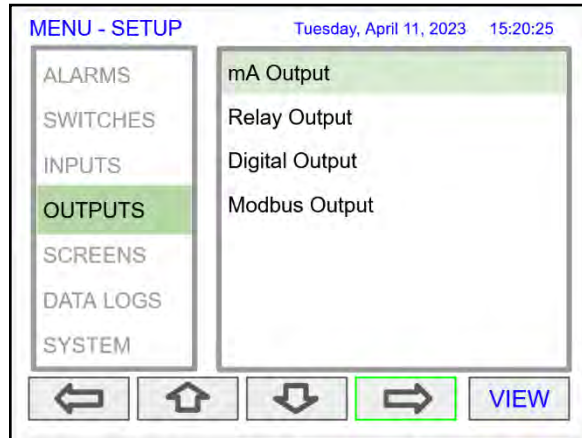 MENU - SETUP
Tuesday, April 11, 2023 15:20:25
ALARMS
SWITCHES
INPUTS
OUTPUTS
SCREENS
DATA LOGS
SYSTEM
mA Output
Relay Output
Digital Output
Modbus Output
VIEW